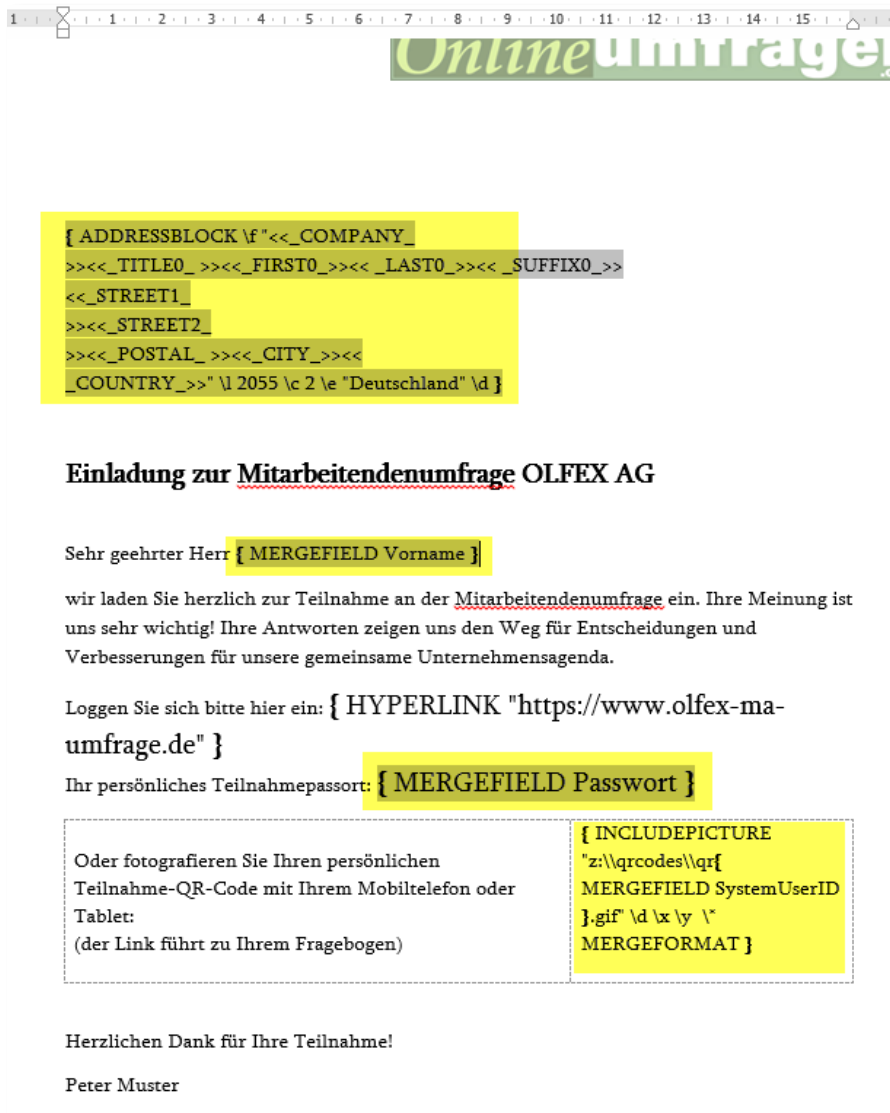 1 1 2 3 4 5 6 7 8 9 10 11 12 13 14 15
Online
{ ADDRESSBLOCK \f "<<_COMPANY_
>><<_TITLE0_ >><<_FIRST0_>><< _LAST0_>><< _SUFFIX0_>>
<<_STREET1_
>><<_STREET2_
>><<_POSTAL_ >><<_CITY_>><<
_COUNTRY_>>" \l 2055 \c 2 \e "Deutschland" \d }
Einladung zur Mitarbeitendenumfrage OLFEX AG
Sehr geehrter Herr { MERGEFIELD Vorname }
wir laden Sie herzlich zur Teilnahme an der Mitarbeitendenumfrage ein. Ihre Meinung ist
uns sehr wichtig! Ihre Antworten zeigen uns den Weg für Entscheidungen und
Verbesserungen für unsere gemeinsame Unternehmensagenda.
Loggen Sie sich bitte hier ein: { HYPERLINK "https://www.olfex-ma-
umfrage.de" }
Ihr persönliches Teilnahmepassort: { MERGEFIELD Passwort }
Oder fotografieren Sie Ihren persönlichen
Teilnahme-QR-Code mit Ihrem Mobiltelefon oder
Tablet:
(der Link führt zu Ihrem Fragebogen)
{ INCLUDEPICTURE
"z:\\qrcodes\\qr{
MERGEFIELD SystemUserID
}.gif" \d \x \y \*
MERGEFORMAT }
Herzlichen Dank für Ihre Teilnahme!
Peter Muster